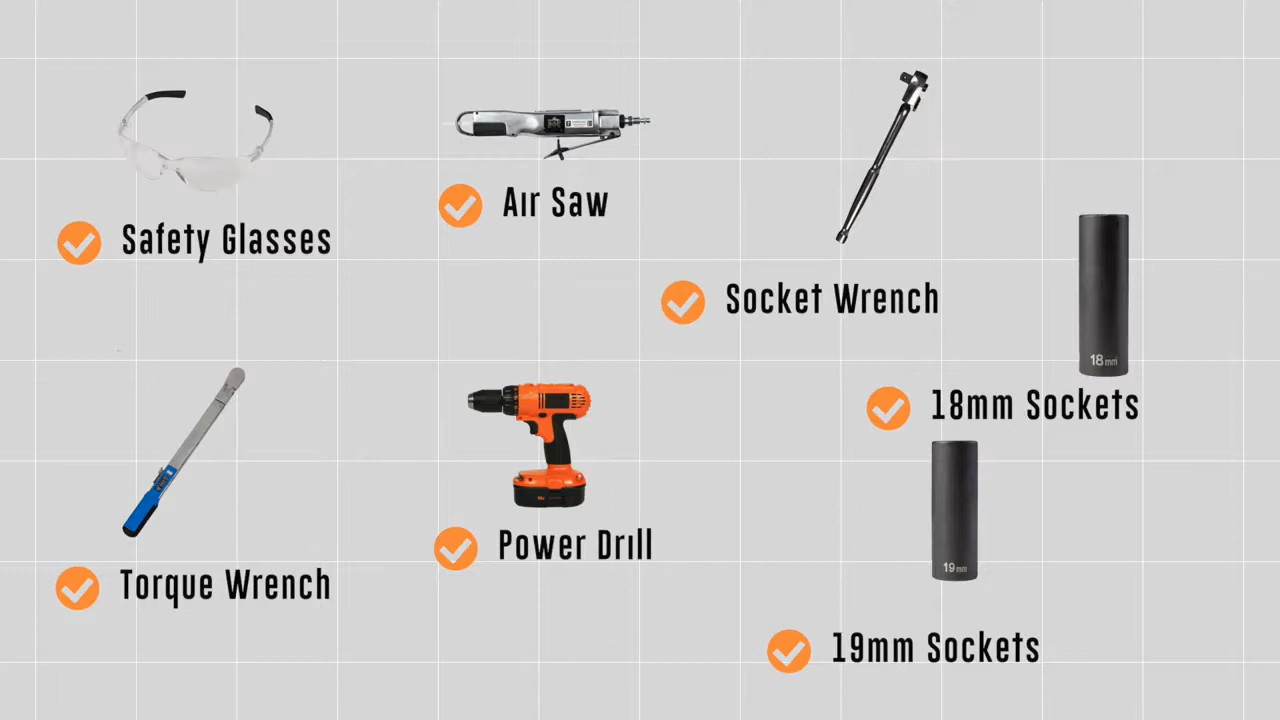 Safety Glasses
Air Saw
Socket Wrench
18mm
18mm Sockets
Torque Wrench
Power Drill
19mm
19mm Sockets